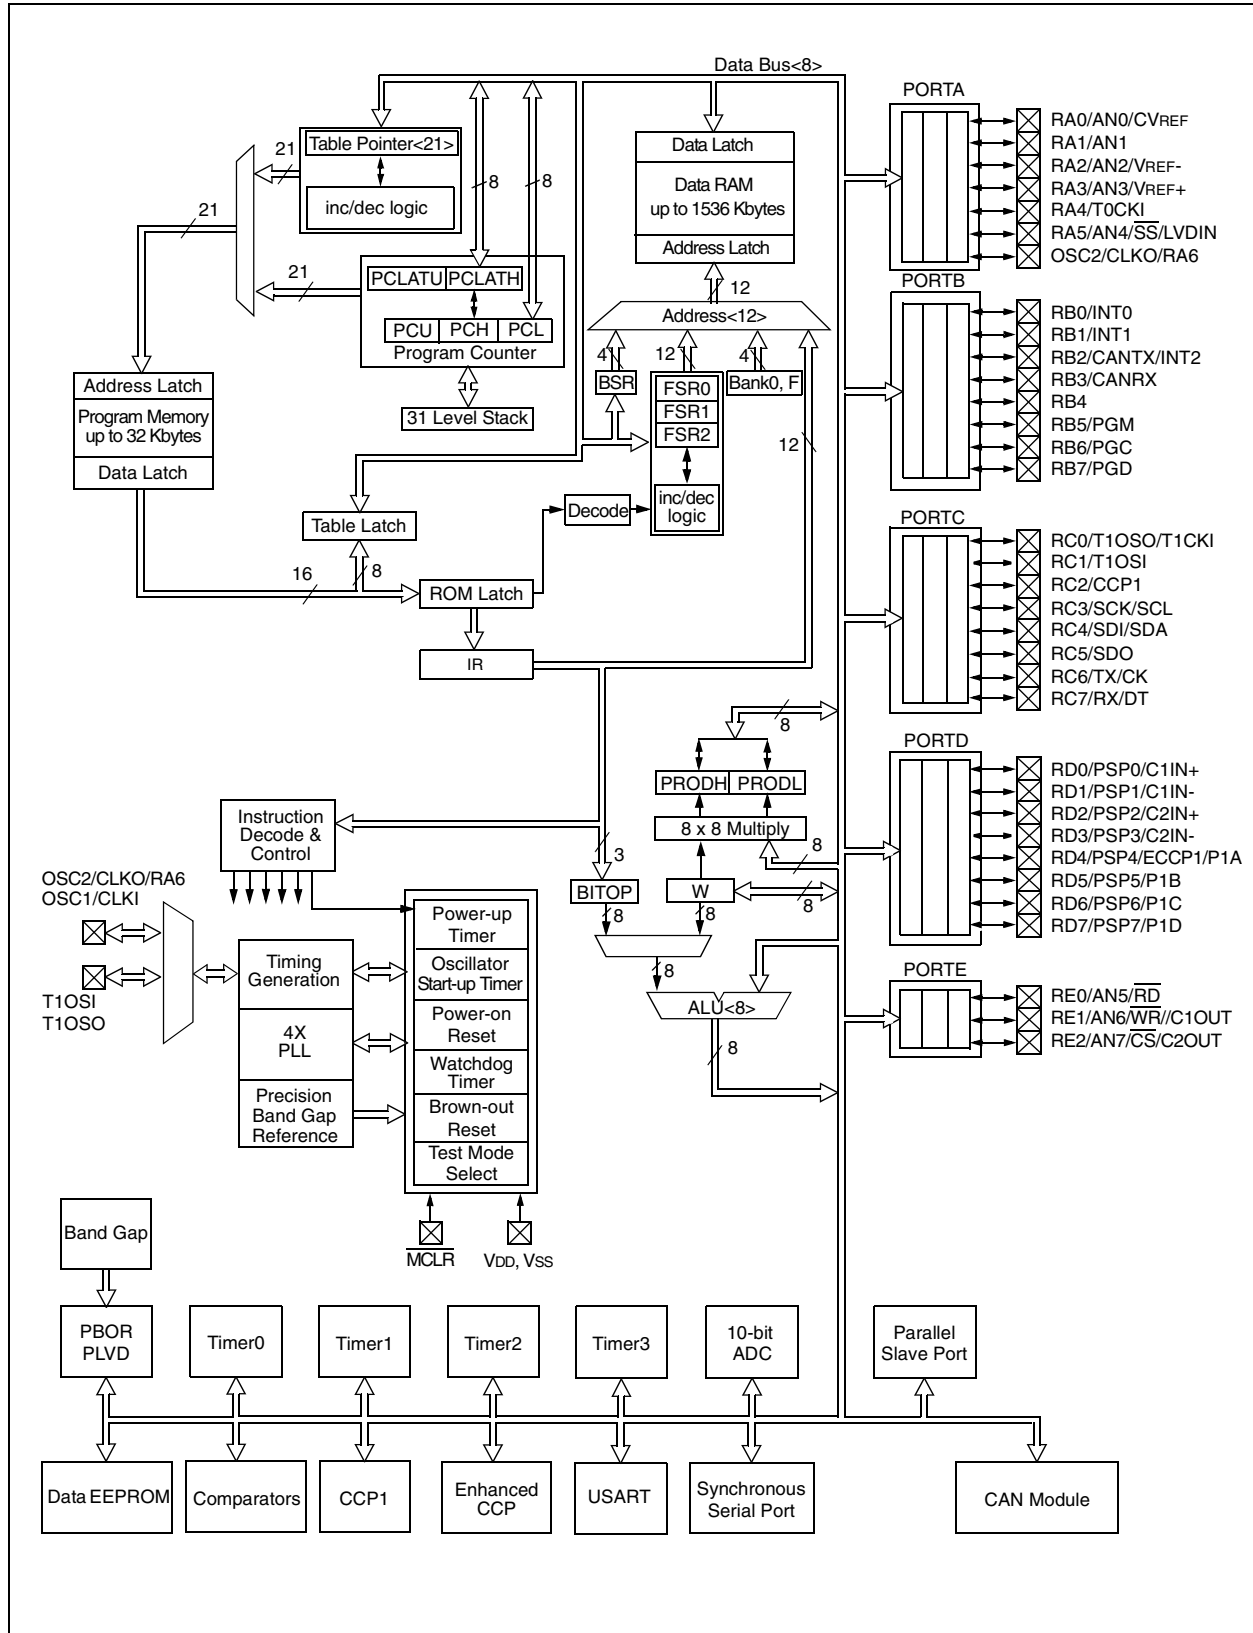 Data Bus<8>
Table Pointer<21>
inc/dec logic
21
21
8
8
21
PCLATU PCLATH
PCU PCH PCL
Program Counter
31 Level Stack
Address Latch
Program Memory
up to 32 Kbytes
Data Latch
Data Latch
Data RAM
up to 1536 Kbytes
Address Latch
12
Address<12>
4
12
4
BSR
FSR0
FSR1
FSR2
inc/dec
logic
Bank0, F
12
Table Latch
Decode
16
8
ROM Latch
IR
8
PRODH PRODL
8 x 8 Multiply
8
3
BITOP
W
8
8
8
8
ALU<8>
8
Instruction
Decode &
Control
OSC2/CLKO/RA6
OSC1/CLKI
T1OSI
T1OSO
Timing
Generation
4X
PLL
Precision
Band Gap
Reference
Power-up
Timer
Oscillator
Start-up Timer
Power-on
Reset
Watchdog
Timer
Brown-out
Reset
Test Mode
Select
MCLR
VDD, VSS
PORTA
RA0/AN0/CVREF
RA1/AN1
RA2/AN2/VREF-
RA3/AN3/VREF+
RA4/T0CKI
RA5/AN4/SS/LVDIN
OSC2/CLKO/RA6
PORTB
RB0/INT0
RB1/INT1
RB2/CANTX/INT2
RB3/CANRX
RB4
RB5/PGM
RB6/PGC
RB7/PGD
PORTC
RC0/T1OSO/T1CKI
RC1/T1OSI
RC2/CCP1
RC3/SCK/SCL
RC4/SDI/SDA
RC5/SDO
RC6/TX/CK
RC7/RX/DT
PORTD
RD0/PSP0/C1IN+
RD1/PSP1/C1IN-
RD2/PSP2/C2IN+
RD3/PSP3/C2IN-
RD4/PSP4/ECCP1/P1A
RD5/PSP5/P1B
RD6/PSP6/P1C
RD7/PSP7/P1D
PORTE
RE0/AN5/RD
RE1/AN6/WR//C1OUT
RE2/AN7/CS/C2OUT
Band Gap
PBOR
PLVD
Timer0
Timer1
Timer2
Timer3
10-bit
ADC
Parallel
Slave Port
Data EEPROM
Comparators
CCP1
Enhanced
CCP
USART
Synchronous
Serial Port
CAN Module